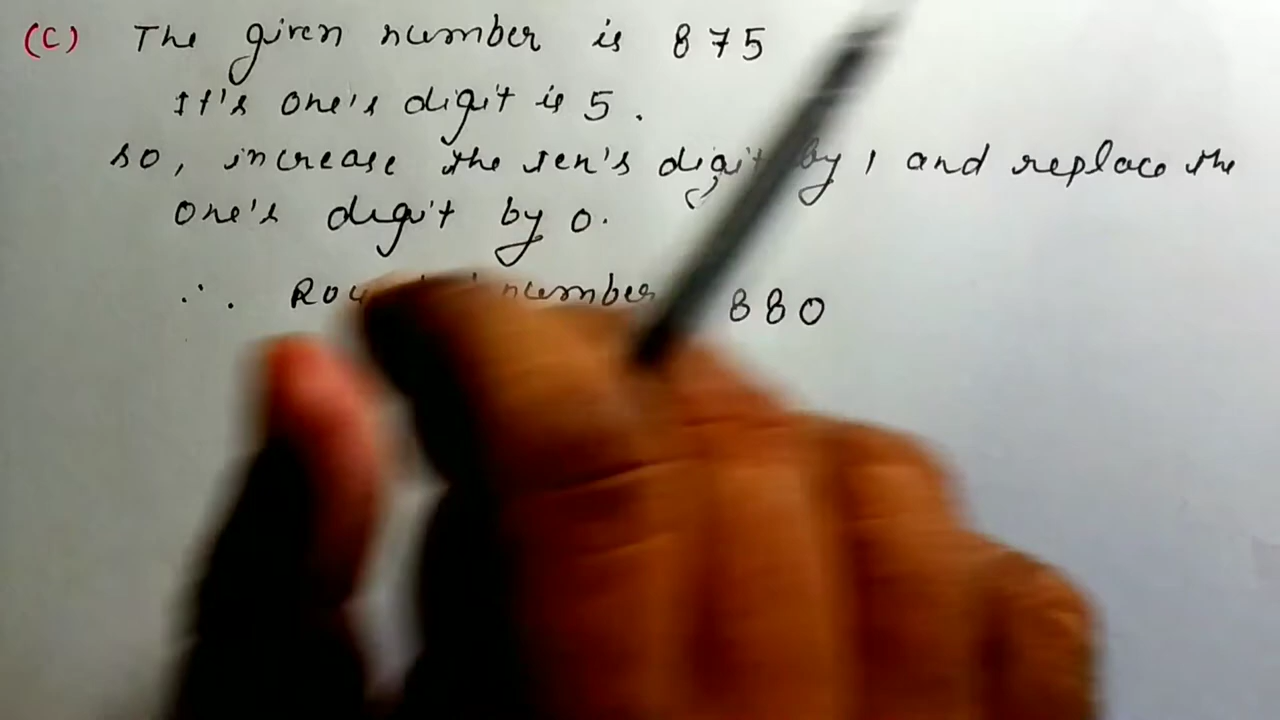 (C) The given number is 875
It's one's digit is 5.
so, increase the ten's digit by 1 and replace the
one's digit by 0.
∴ number 880